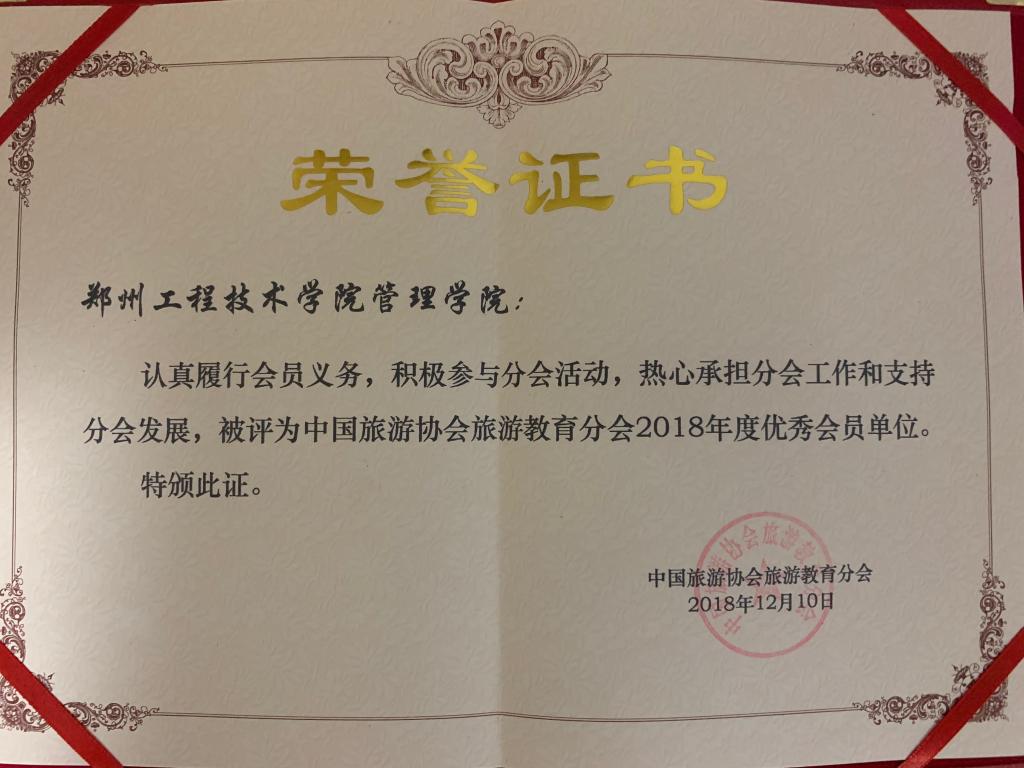 荣誉证书
郑州工程技术学院管理学院：
认真履行会员义务，积极参与分会活动，热心承担分会工作和支持
分会发展，被评为中国旅游协会旅游教育分会2018年度优秀会员单位。
特颁此证。
中国旅游协会旅游教育分会
2018年12月10日